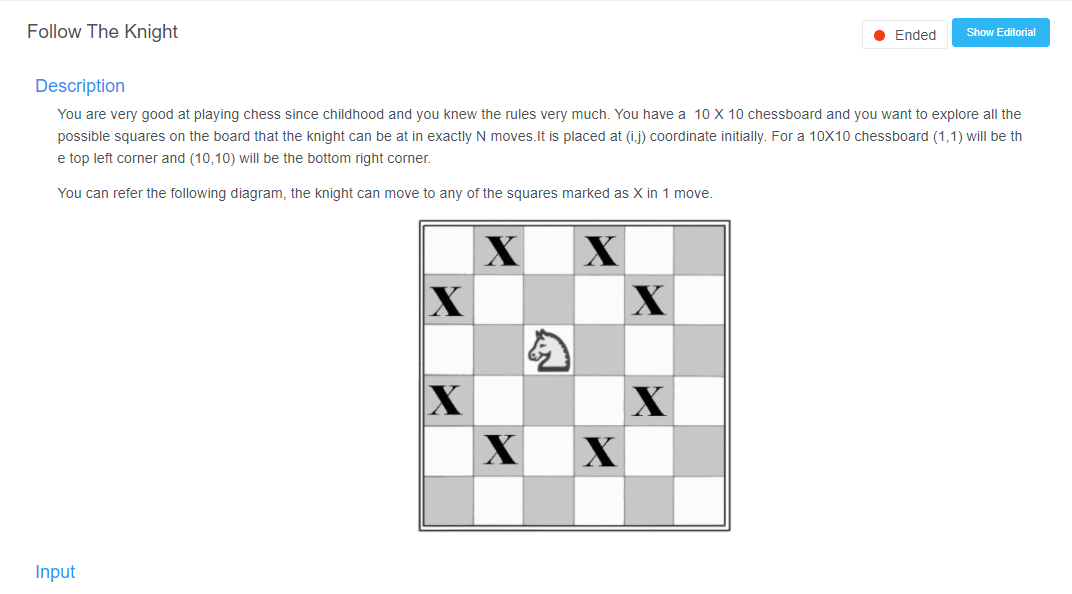 Follow The Knight
Ended
Show Editorial
Description
You are very good at playing chess since childhood and you knew the rules very much. You have a  10 X 10 chessboard and you want to explore all the
possible squares on the board that the knight can be at in exactly N moves.It is placed at (i,j) coordinate initially. For a 10X10 chessboard (1,1) will be th
e top left corner and (10,10) will be the bottom right corner.
You can refer the following diagram, the knight can move to any of the squares marked as X in 1 move.
X X
X X
X X
X X
Input